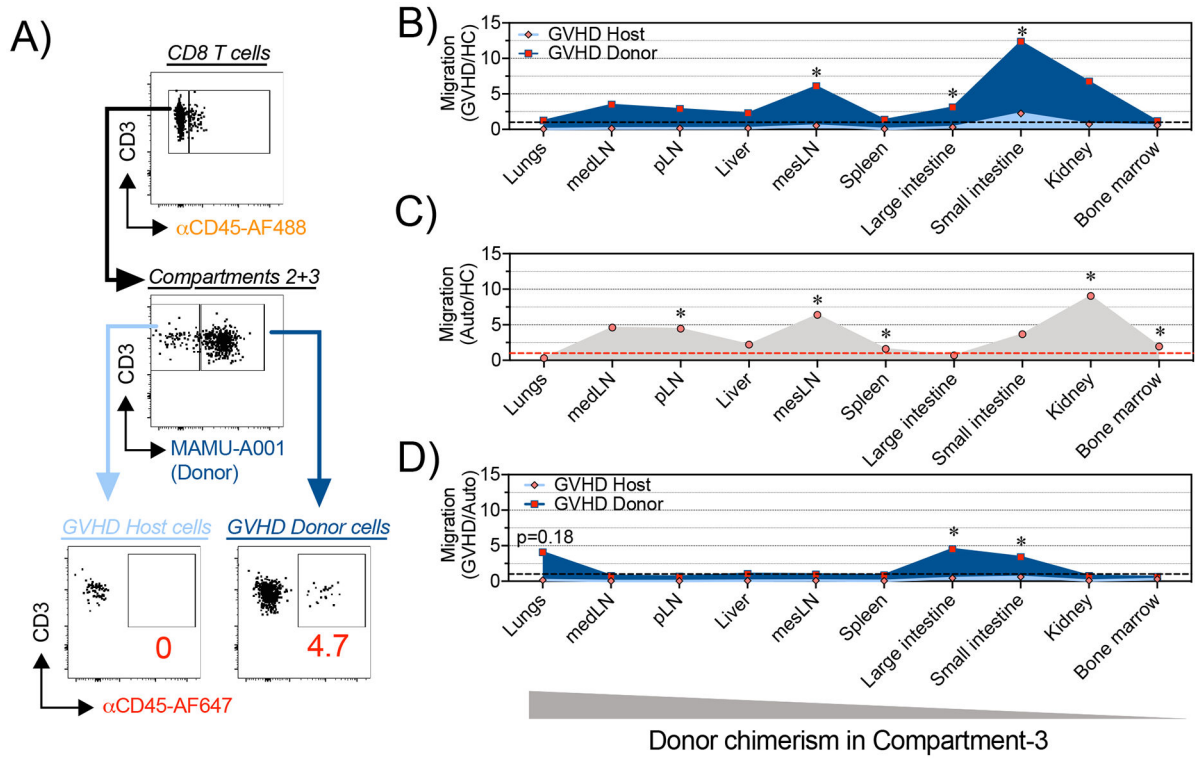 A)
CD8 T cells
CD3
αCD45-AF488
Compartments 2+3
CD3
MAMU-A001
(Donor)
GVHD Host cells
GVHD Donor cells
CD3
0
4.7
αCD45-AF647
B)
Migration
(GVHD/HC)
15
10
5
0
GVHD Host
GVHD Donor
*
*
*
Lungs
medLN
pLN
Liver
mesLN
Spleen
Large intestine
Small intestine
Kidney
Bone marrow
C)
Migration
(Auto/HC)
15
10
5
0
*
*
*
*
*
Lungs
medLN
pLN
Liver
mesLN
Spleen
Large intestine
Small intestine
Kidney
Bone marrow
D)
Migration
(GVHD/Auto)
15
10
5
0
GVHD Host
GVHD Donor
p=0.18
*
*
Lungs
medLN
pLN
Liver
mesLN
Spleen
Large intestine
Small intestine
Kidney
Bone marrow
Donor chimerism in Compartment-3